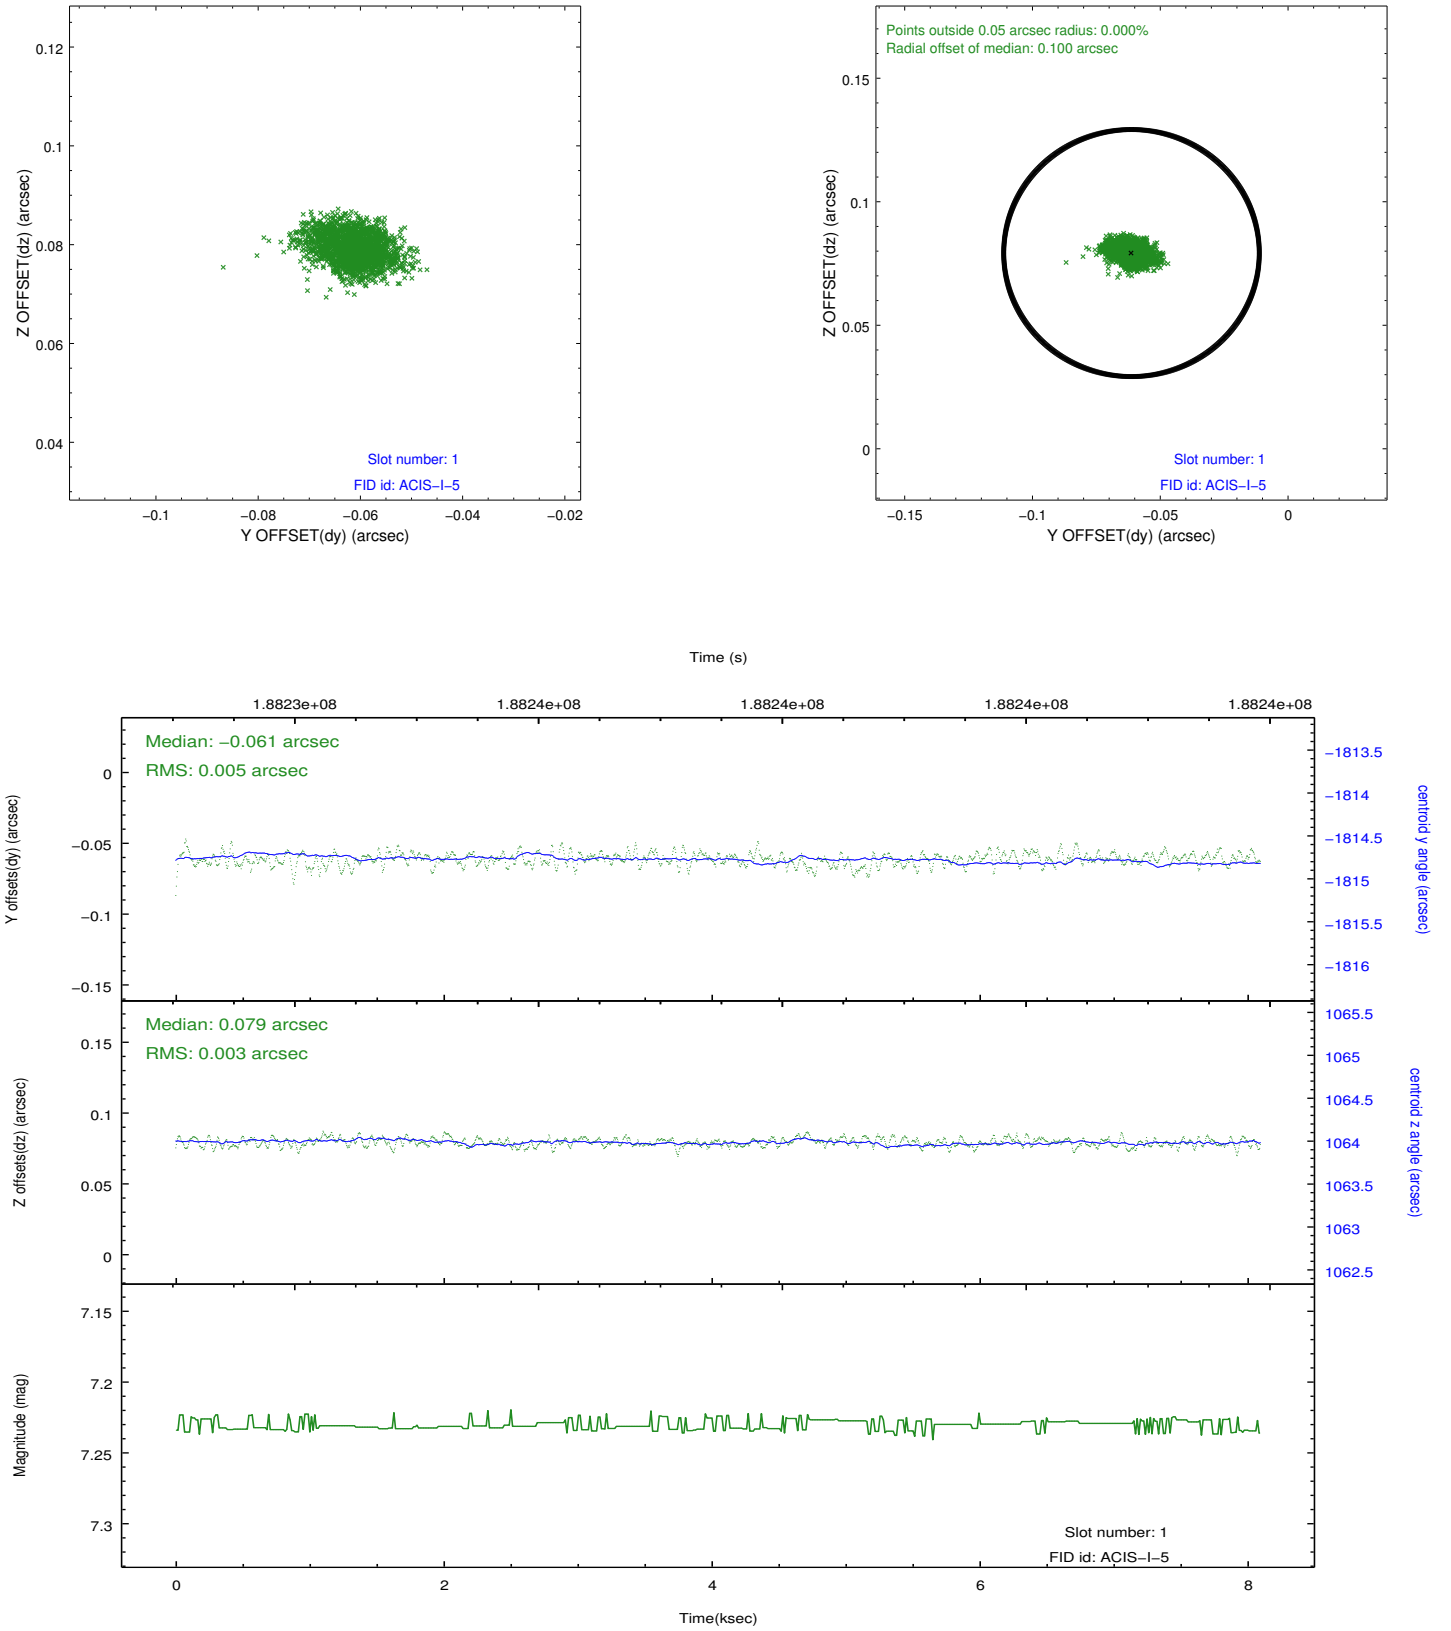 0.12
0.1
0.08
0.06
0.04
Z OFFSET(dz) (arcsec)
Slot number: 1
FID id: ACIS−I−5
−0.1 −0.08 −0.06 −0.04 −0.02
Y OFFSET(dy) (arcsec)
Points outside 0.05 arcsec radius: 0.000%
Radial offset of median: 0.100 arcsec
0.15
0.1
0.05
0
Z OFFSET(dz) (arcsec)
Slot number: 1
FID id: ACIS−I−5
−0.15 −0.1 −0.05 0
Y OFFSET(dy) (arcsec)
Time (s)
1.8823e+08 1.8824e+08 1.8824e+08 1.8824e+08 1.8824e+08
Median: −0.061 arcsec
RMS: 0.005 arcsec
0
−0.05
−0.1
−0.15
Y offsets(dy) (arcsec)
−1813.5
−1814
−1814.5
−1815
−1815.5
−1816
centroid y angle (arcsec)
Median: 0.079 arcsec
RMS: 0.003 arcsec
0.15
0.1
0.05
0
Z offsets(dz) (arcsec)
1065.5
1065
1064.5
1064
1063.5
1063
1062.5
centroid z angle (arcsec)
7.15
7.2
7.25
7.3
Magnitude (mag)
Slot number: 1
FID id: ACIS−I−5
0 2 4 6 8
Time(ksec)